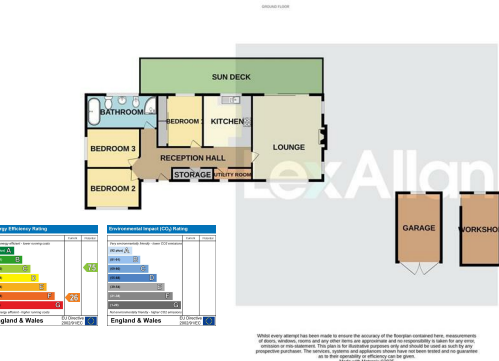 GROUND FLOOR
SUN DECK
BATHROOM
BEDROOM
KITCHEN
LOUNGE
BEDROOM 3
RECEPTION HALL
STORAGE
UTILITY ROOM
BEDROOM 2
LexAllan
GARAGE
WORKSHO
Energy Efficiency Rating
A
B
C
D
E
F
G
75
26
England & Wales
EU Directive
2002/91/EC
Environmental Impact (CO₂) Rating
A
B
C
D
E
F
G
England & Wales
EU Directive
2002/91/EC
Whilst every attempt has been made to ensure the accuracy of the floorplan contained here, measurements
of doors, windows, rooms and any other items are approximate and no responsibility is taken for any error,
omission or mis-statement. This plan is for illustrative purposes only and should be used as such by any
prospective purchaser. The services, systems and appliances shown have not been tested and no guarantee
as to their operability or efficiency can be given.